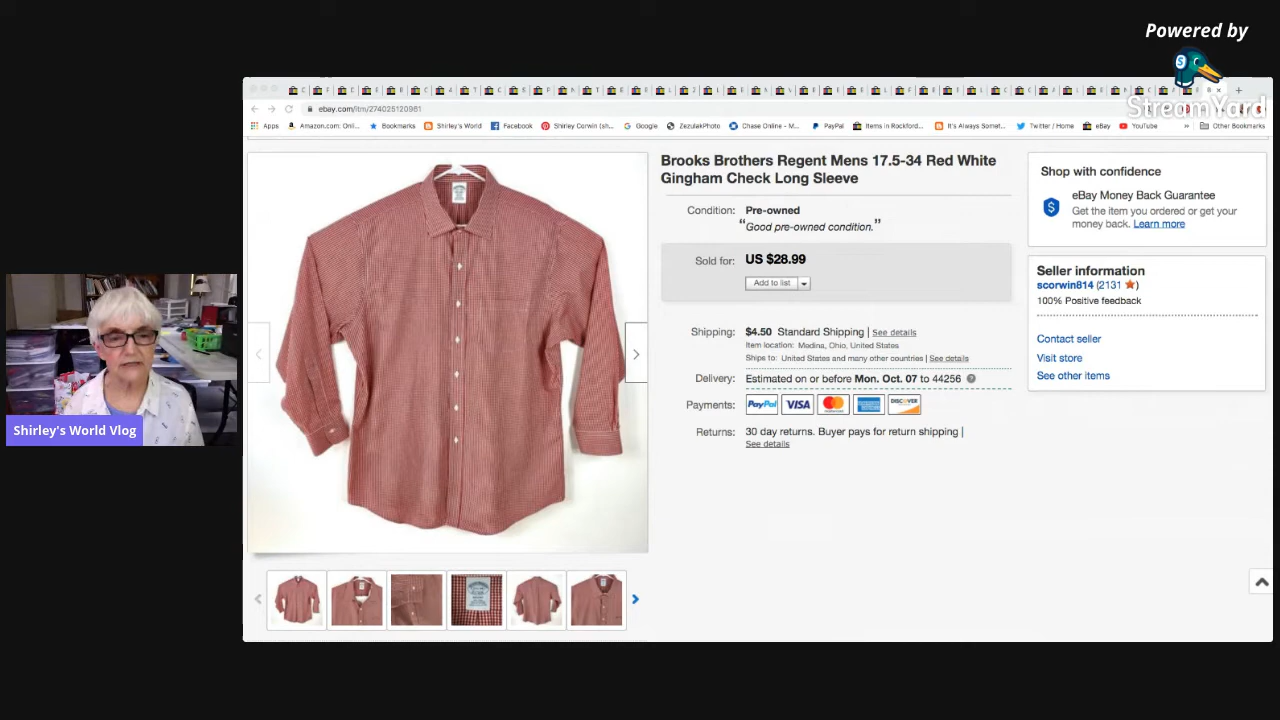 Powered by
StreamYard
ebay.com/itm/274025120961
Apps
Amazon.com: Onl...
Bookmarks
Shirley's World
Facebook
Shirley Corwin (sh...
Google
ZezulakPhoto
Chase Online - M...
PayPal
Items in Rockford...
It's Always Somet...
Twitter / Home
eBay
YouTube
»
Other Bookmarks
Brooks Brothers Regent Mens 17.5-34 Red White
Gingham Check Long Sleeve
Condition: Pre-owned
“Good pre-owned condition.”
Sold for: US $28.99
Add to list
Shipping: $4.50 Standard Shipping | See details
Item location: Medina, Ohio, United States
Ships to: United States and many other countries | See details
Delivery: Estimated on or before Mon. Oct. 07 to 44256
Payments: PayPal VISA MasterCard DISCOVER
Returns: 30 day returns. Buyer pays for return shipping |
See details
Shop with confidence
eBay Money Back Guarantee
Get the item you ordered or get your
money back. Learn more
Seller information
scorwin814 (2131 )
100% Positive feedback
Contact seller
Visit store
See other items
Shirley's World Vlog